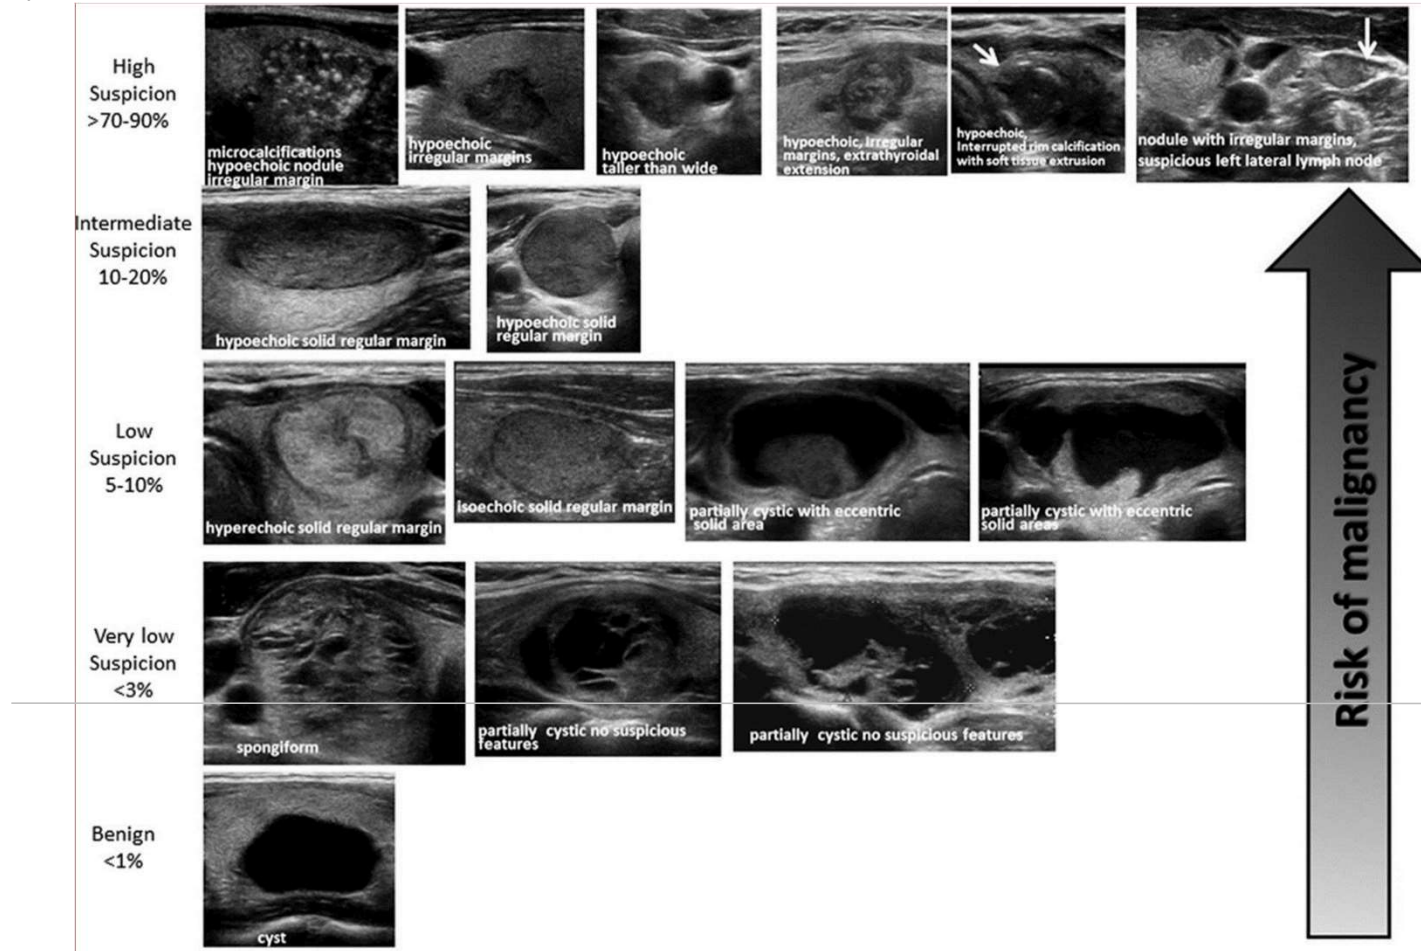 High
Suspicion
>70-90%
microcalcifications
hypoechoic nodule
irregular margin
hypoechoic
irregular margins
hypoechoic
taller than wide
hypoechoic, irregular
margins, extrathyroidal
extension
hypoechoic,
Interrupted rim calcification
with soft tissue extrusion
nodule with irregular margins,
suspicious left lateral lymph node
Intermediate
Suspicion
10-20%
hypoechoic solid regular margin
hypoechoic solid
regular margin
Low
Suspicion
5-10%
hyperechoic solid regular margin
isoechoic solid regular margin
partially cystic with eccentric
solid area
partially cystic with eccentric
solid areas
Very low
Suspicion
<3%
spongiform
partially cystic no suspicious
features
partially cystic no suspicious features
Benign
<1%
cyst
Risk of malignancy